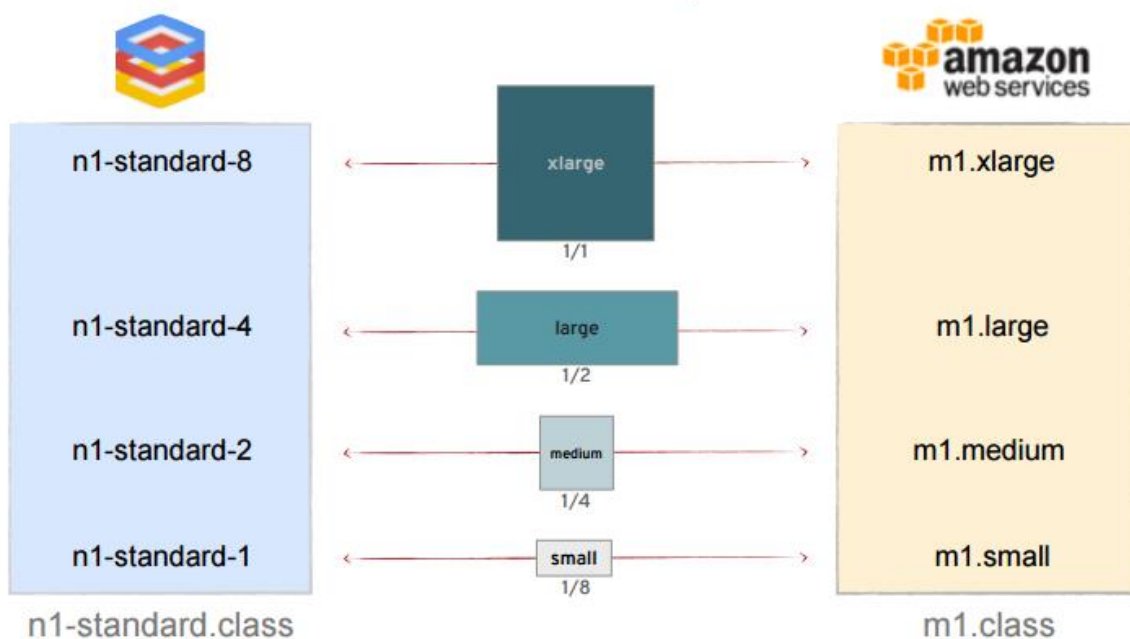 amazon
web services
n1-standard-8 xlarge m1.xlarge
1/1
n1-standard-4 large m1.large
1/2
n1-standard-2 medium m1.medium
1/4
n1-standard-1 small m1.small
1/8
n1-standard.class m1.class